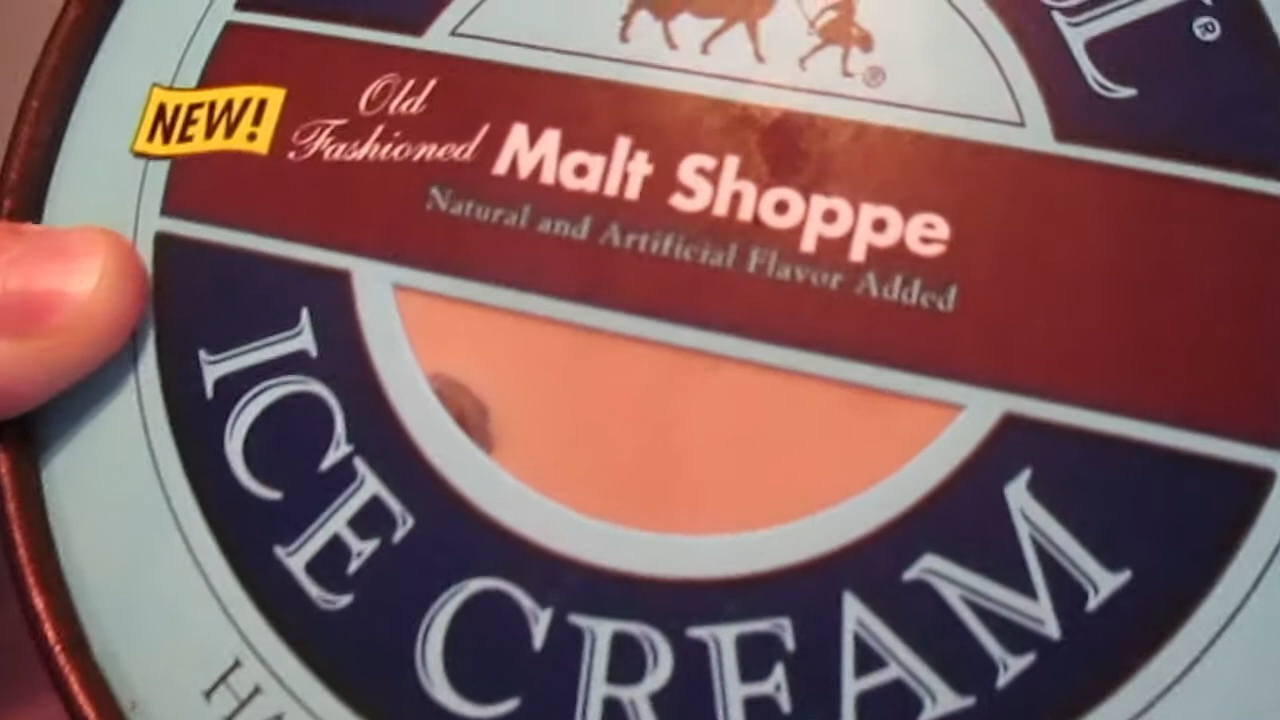 NEW!
Old
Fashioned
Malt Shoppe
Natural and Artificial Flavor Added
ICE CREAM
®
®